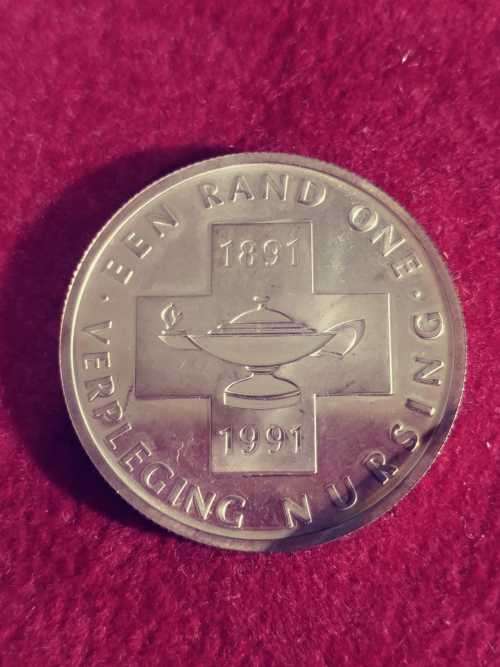 · EEN RAND ONE ·
1891
1991
VERPLEGING NURSING